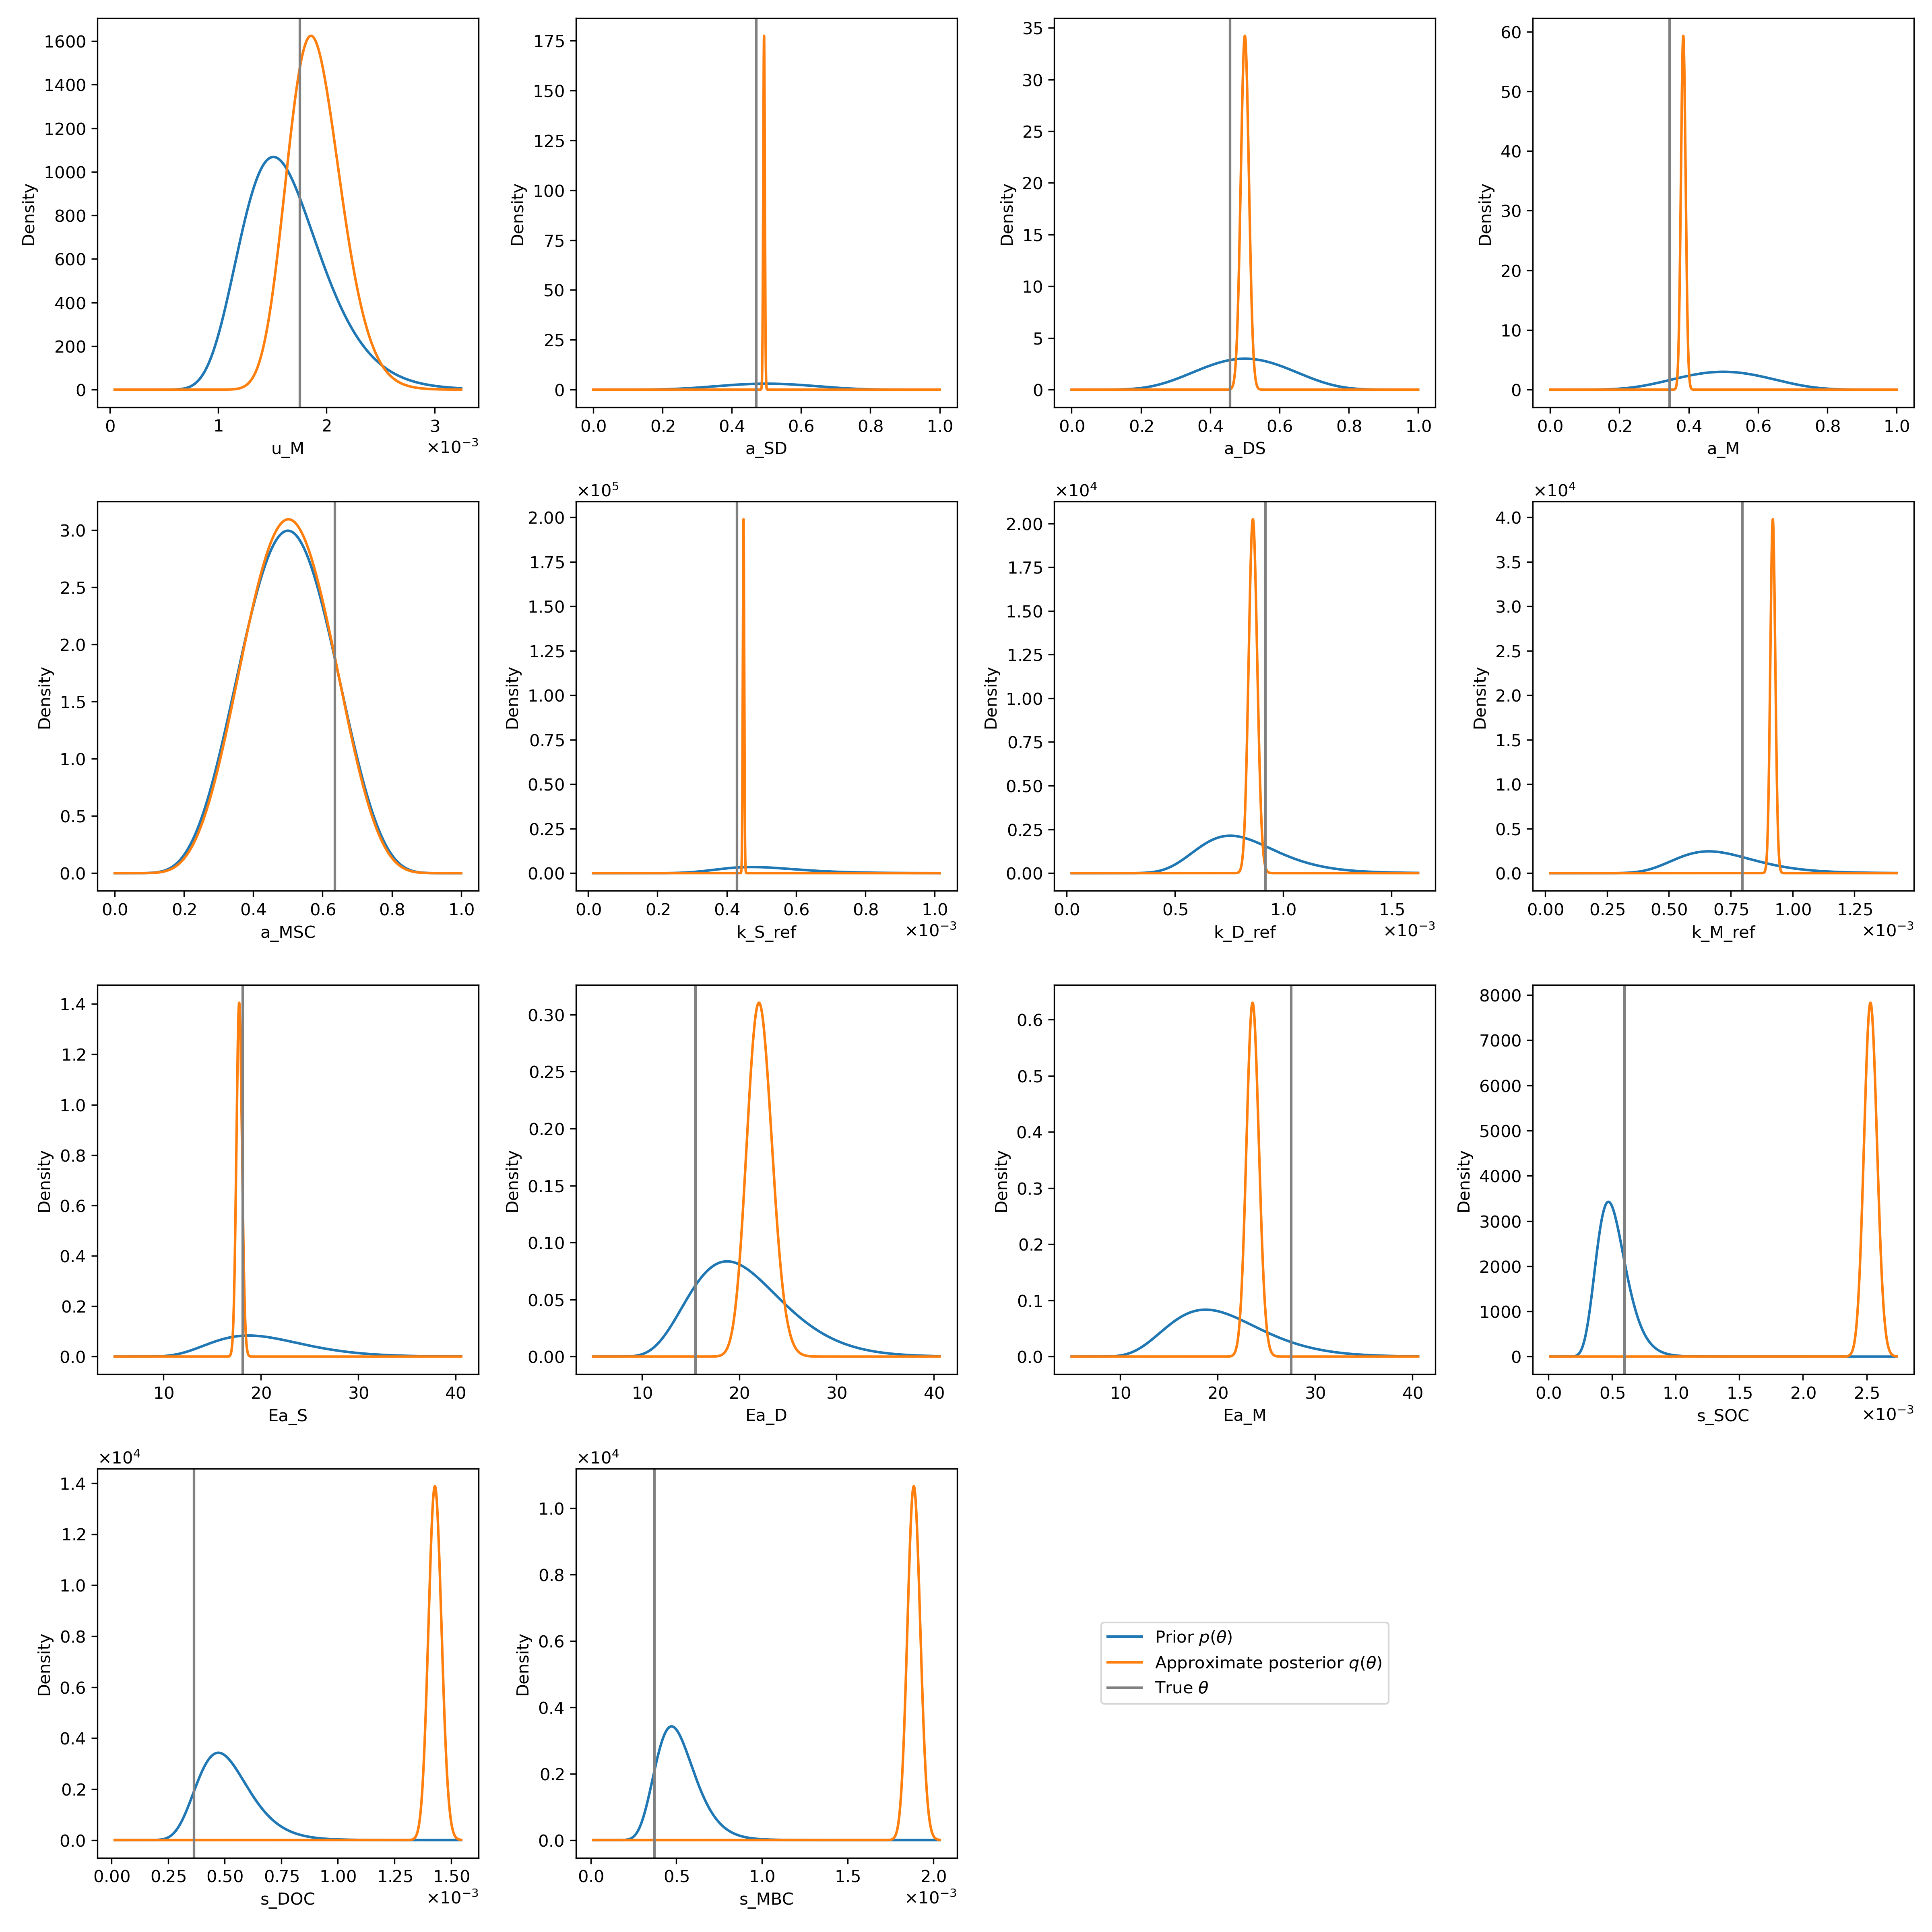 1600
1400
1200
1000
800
600
400
200
0
Density
0 1 2 3
×10⁻³
u_M
175
150
125
100
75
50
25
0
Density
0.0 0.2 0.4 0.6 0.8 1.0
a_SD
35
30
25
20
15
10
5
0
Density
0.0 0.2 0.4 0.6 0.8 1.0
a_DS
60
50
40
30
20
10
0
Density
0.0 0.2 0.4 0.6 0.8 1.0
a_M
3.0
2.5
2.0
1.5
1.0
0.5
0.0
Density
0.0 0.2 0.4 0.6 0.8 1.0
a_MSC
×10⁵
2.00
1.75
1.50
1.25
1.00
0.75
0.50
0.25
0.00
Density
0.0 0.2 0.4 0.6 0.8 1.0
×10⁻³
k_S_ref
×10⁴
2.00
1.75
1.50
1.25
1.00
0.75
0.50
0.25
0.00
Density
0.0 0.5 1.0 1.5
×10⁻³
k_D_ref
×10⁴
4.0
3.5
3.0
2.5
2.0
1.5
1.0
0.5
0.0
Density
0.00 0.25 0.50 0.75 1.00 1.25
×10⁻³
k_M_ref
1.4
1.2
1.0
0.8
0.6
0.4
0.2
0.0
Density
10 20 30 40
Ea_S
0.30
0.25
0.20
0.15
0.10
0.05
0.00
Density
10 20 30 40
Ea_D
0.6
0.5
0.4
0.3
0.2
0.1
0.0
Density
10 20 30 40
Ea_M
8000
7000
6000
5000
4000
3000
2000
1000
0
Density
0.0 0.5 1.0 1.5 2.0 2.5
×10⁻³
s_SOC
×10⁴
1.4
1.2
1.0
0.8
0.6
0.4
0.2
0.0
Density
0.00 0.25 0.50 0.75 1.00 1.25 1.50
×10⁻³
s_DOC
×10⁴
1.0
0.8
0.6
0.4
0.2
0.0
Density
0.0 0.5 1.0 1.5 2.0
×10⁻³
s_MBC
Prior p(θ)
Approximate posterior q(θ)
True θ